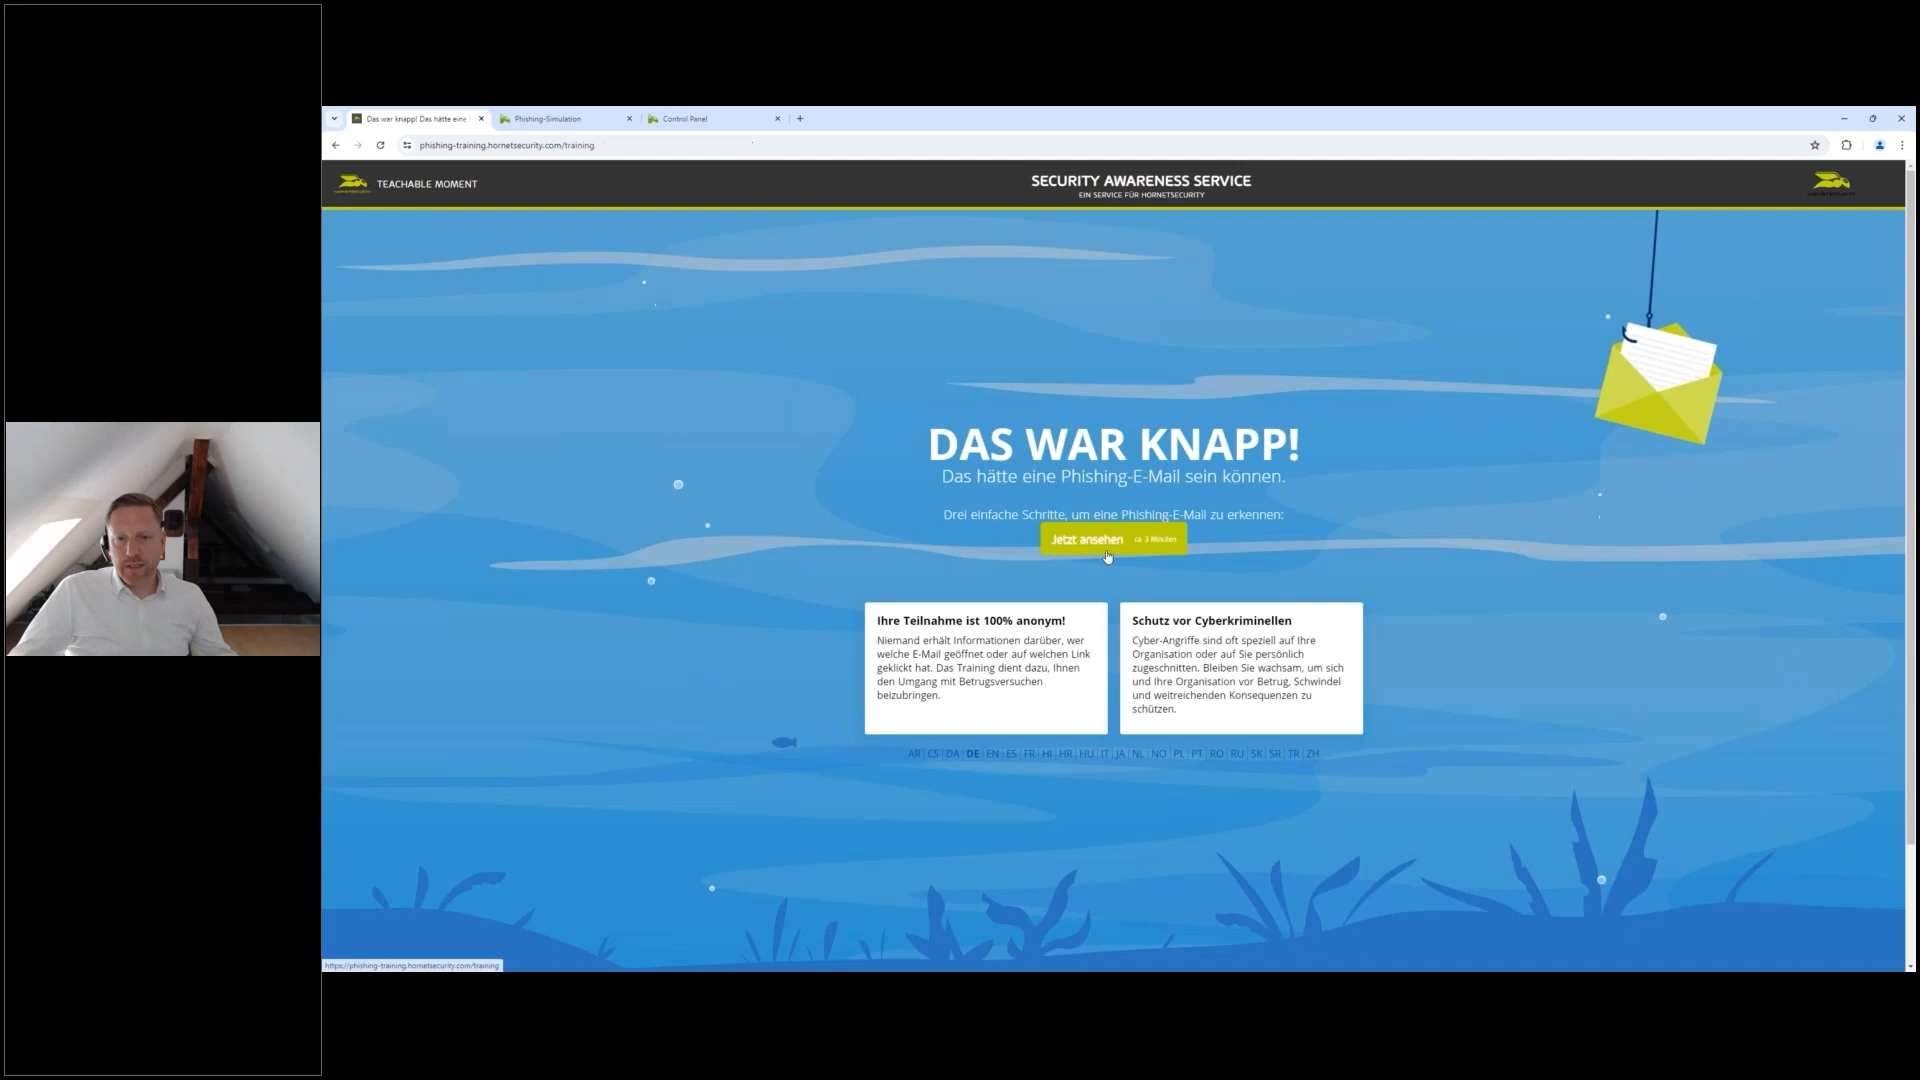 Das war knapp! Das hätte eine
Phishing-Simulation
Control Panel
phishing-training.hornetsecurity.com/training
TEACHABLE MOMENT
SECURITY AWARENESS SERVICE
EIN SERVICE FÜR HORNETSECURITY
DAS WAR KNAPP!
Das hätte eine Phishing-E-Mail sein können.
Drei einfache Schritte, um eine Phishing-E-Mail zu erkennen:
Jetzt ansehen ca. 3 Minuten
Ihre Teilnahme ist 100% anonym!
Niemand erhält Informationen darüber, wer
welche E-Mail geöffnet oder auf welchen Link
geklickt hat. Das Training dient dazu, Ihnen
den Umgang mit Betrugsversuchen
beizubringen.
Schutz vor Cyberkriminellen
Cyber-Angriffe sind oft speziell auf Ihre
Organisation oder auf Sie persönlich
zugeschnitten. Bleiben Sie wachsam, um sich
und Ihre Organisation vor Betrug, Schwindel
und weitreichenden Konsequenzen zu
schützen.
AR | CS | DA | DE | EN | ES | FR | HI | HR | HU | IT | JA | NL | NO | PL | PT | RO | RU | SK | SR | TR | ZH
https://phishing-training.hornetsecurity.com/training